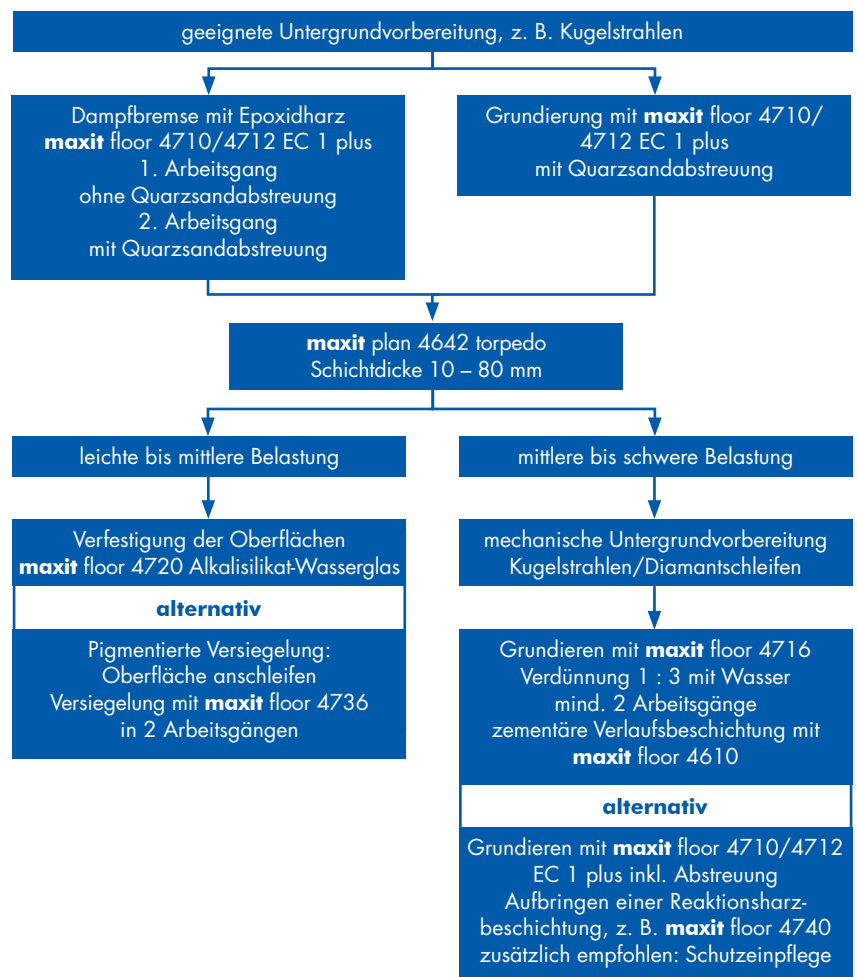 geeignete Untergrundvorbereitung, z. B. Kugelstrahlen
Dampfbremse mit Epoxidharz
maxit floor 4710/4712 EC 1 plus
1. Arbeitsgang
ohne Quarzsandabstreuung
2. Arbeitsgang
mit Quarzsandabstreuung
Grundierung mit maxit floor 4710/
4712 EC 1 plus
mit Quarzsandabstreuung
maxit plan 4642 torpedo
Schichtdicke 10 – 80 mm
leichte bis mittlere Belastung
Verfestigung der Oberflächen
maxit floor 4720 Alkalisilikat-Wasserglas
alternativ
Pigmentierte Versiegelung:
Oberfläche anschleifen
Versiegelung mit maxit floor 4736
in 2 Arbeitsgängen
mittlere bis schwere Belastung
mechanische Untergrundvorbereitung
Kugelstrahlen/Diamantschleifen
Grundieren mit maxit floor 4716
Verdünnung 1 : 3 mit Wasser
mind. 2 Arbeitsgänge
zementäre Verlaufsbeschichtung mit
maxit floor 4610
alternativ
Grundieren mit maxit floor 4710/4712
EC 1 plus inkl. Abstreuung
Aufbringen einer Reaktionsharz-
beschichtung, z. B. maxit floor 4740
zusätzlich empfohlen: Schutzeinpflege